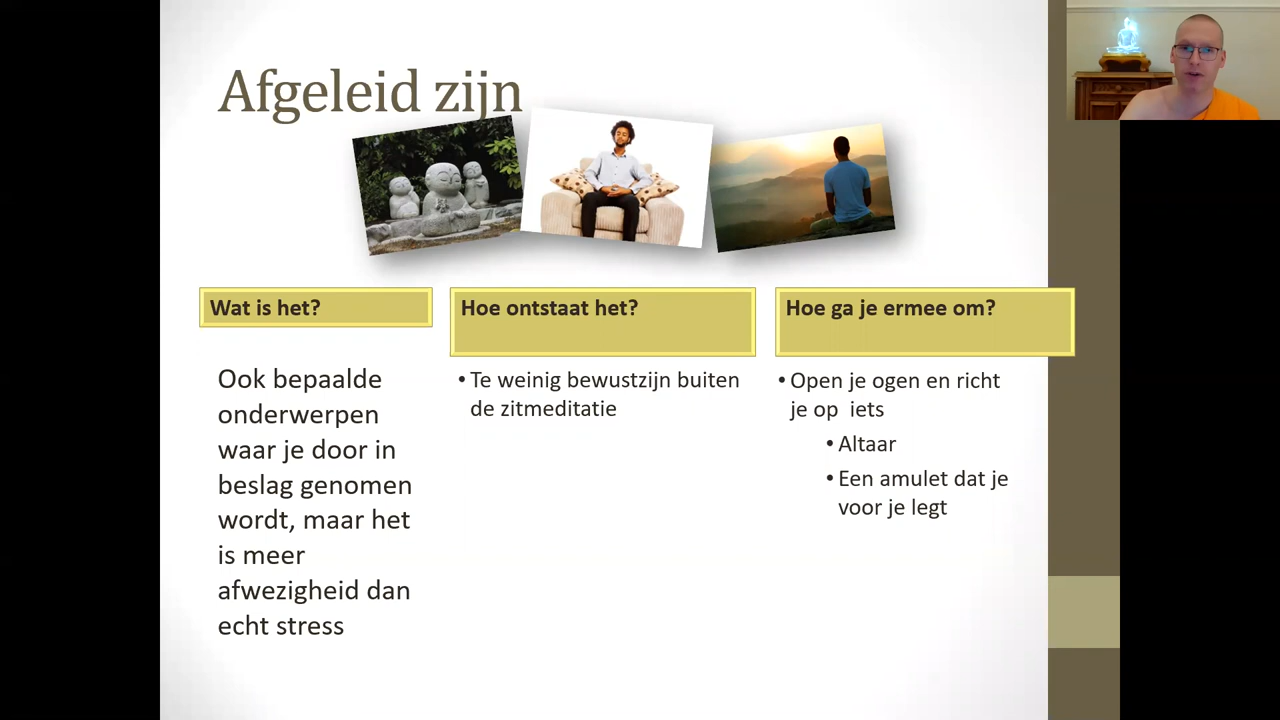 Afgeleid zijn
Wat is het?
Ook bepaalde
onderwerpen
waar je door in
beslag genomen
wordt, maar het
is meer
afwezigheid dan
echt stress
Hoe ontstaat het?
• Te weinig bewustzijn buiten
de zitmeditatie
Hoe ga je ermee om?
• Open je ogen en richt
je op  iets
• Altaar
• Een amulet dat je
voor je legt